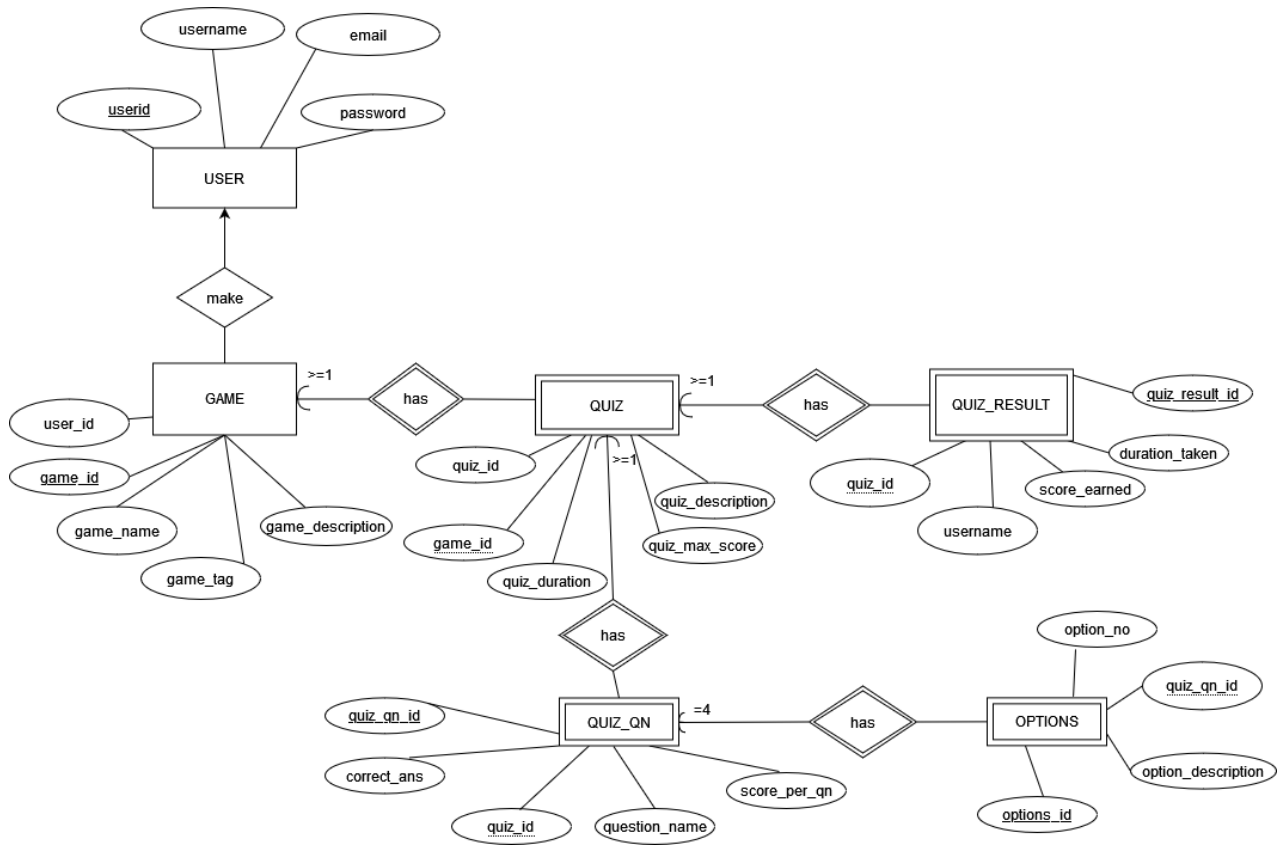 username
email
userid
password
USER
make
>=1
>=1
GAME
has
QUIZ
has
QUIZ_RESULT
quiz_result_id
user_id
quiz_id
>=1
duration_taken
game_id
quiz_description
quiz_id
score_earned
game_name
game_description
game_id
quiz_max_score
username
game_tag
quiz_duration
has
option_no
quiz_qn_id
quiz_qn_id
QUIZ_QN
=4
has
OPTIONS
correct_ans
score_per_qn
option_description
quiz_id
question_name
options_id